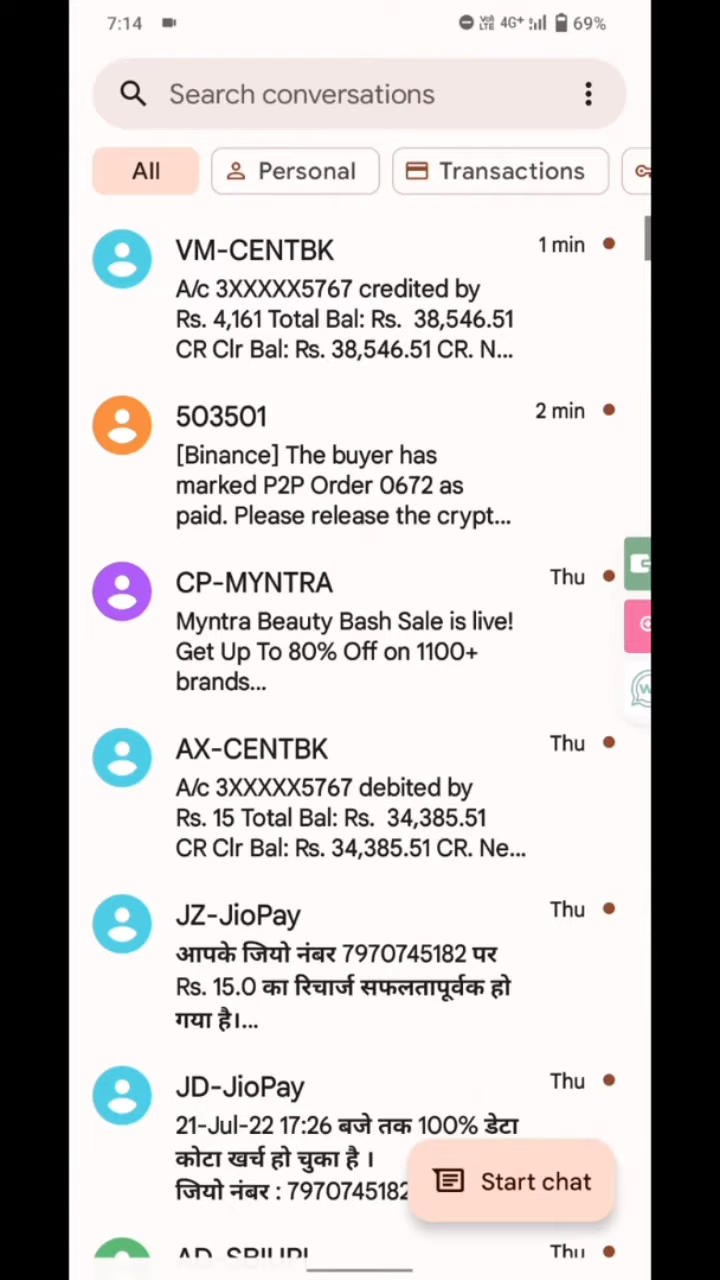 7:14
VO) LTE 4G+ 69%
Search conversations
All
Personal
Transactions
VM-CENTBK
1 min
A/c 3XXXXX5767 credited by
Rs. 4,161 Total Bal: Rs.  38,546.51
CR Clr Bal: Rs. 38,546.51 CR. N...
503501
2 min
[Binance] The buyer has
marked P2P Order 0672 as
paid. Please release the crypt...
CP-MYNTRA
Thu
Myntra Beauty Bash Sale is live!
Get Up To 80% Off on 1100+
brands...
AX-CENTBK
Thu
A/c 3XXXXX5767 debited by
Rs. 15 Total Bal: Rs.  34,385.51
CR Clr Bal: Rs. 34,385.51 CR. Ne...
JZ-JioPay
Thu
आपके जियो नंबर 7970745182 पर
Rs. 15.0 का रिचार्ज सफलतापूर्वक हो
गया है।...
JD-JioPay
Thu
21-Jul-22 17:26 बजे तक 100% डेटा
कोटा खर्च हो चुका है ।
जियो नंबर : 7970745182
Start chat
AD-SBIUPI
Thu